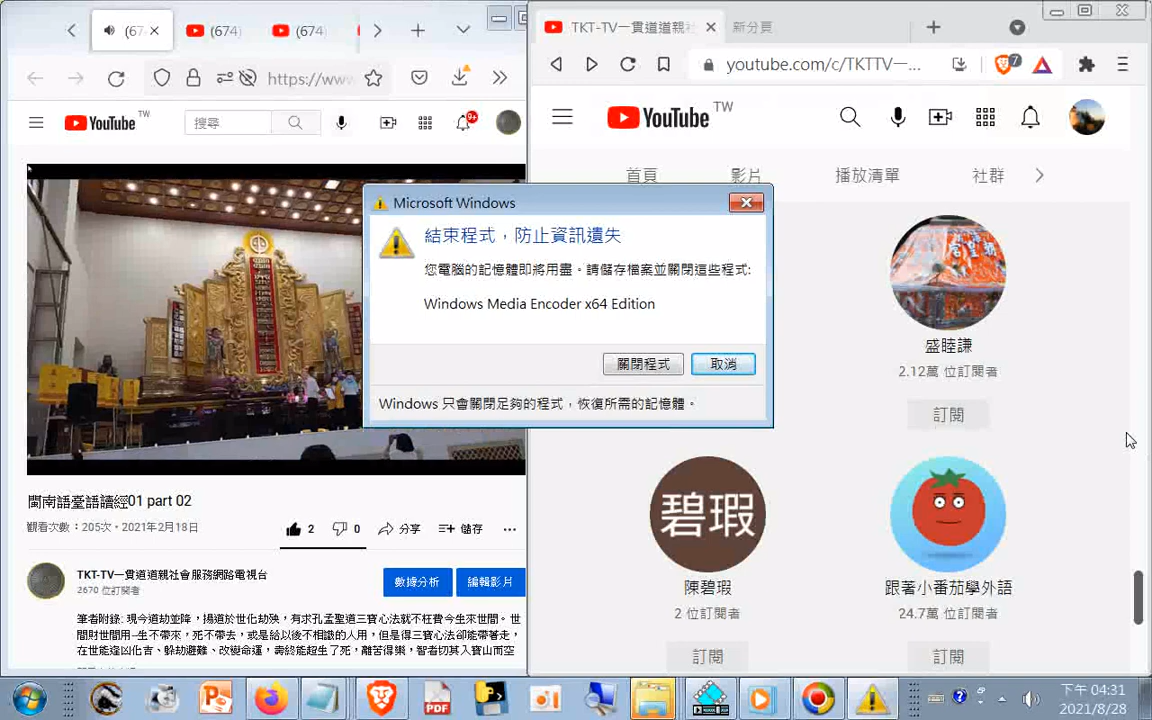 (67
(674)
(674)
https://www
YouTube TW
搜尋
9+
閩南語臺語讀經01 part 02
觀看次數：205次・2021年2月18日
2
0
分享
儲存
TKT-TV一貫道道親社會服務網路電視台
2670 位訂閱者
數據分析
編輯影片
筆者附錄: 現今道劫並降，揚道於世化劫殃，有求孔孟聖道三寶心法就不枉費今生來世間。世
間財世間用─生不帶來，死不帶去，或是給以後不相識的人用，但是得三寶心法卻能帶著走，
在世能逢凶化吉、躲劫避難、改變命運，壽終能超生了死，離苦得樂，智者切莫入寶山而空
TKT-TV一貫道道親社
新分頁
youtube.com/c/TKTTV一...
7
YouTube TW
首頁
影片
播放清單
社群
盛睦謙
2.12萬 位訂閱者
訂閱
碧瑕
陳碧瑕
2 位訂閱者
訂閱
跟著小番茄學外語
24.7萬 位訂閱者
訂閱
Microsoft Windows
結束程式，防止資訊遺失
您電腦的記憶體即將用盡。請儲存檔案並關閉這些程式:
Windows Media Encoder x64 Edition
關閉程式
取消
Windows 只會關閉足夠的程式，恢復所需的記憶體。
PDF
下午 04:31
2021/8/28